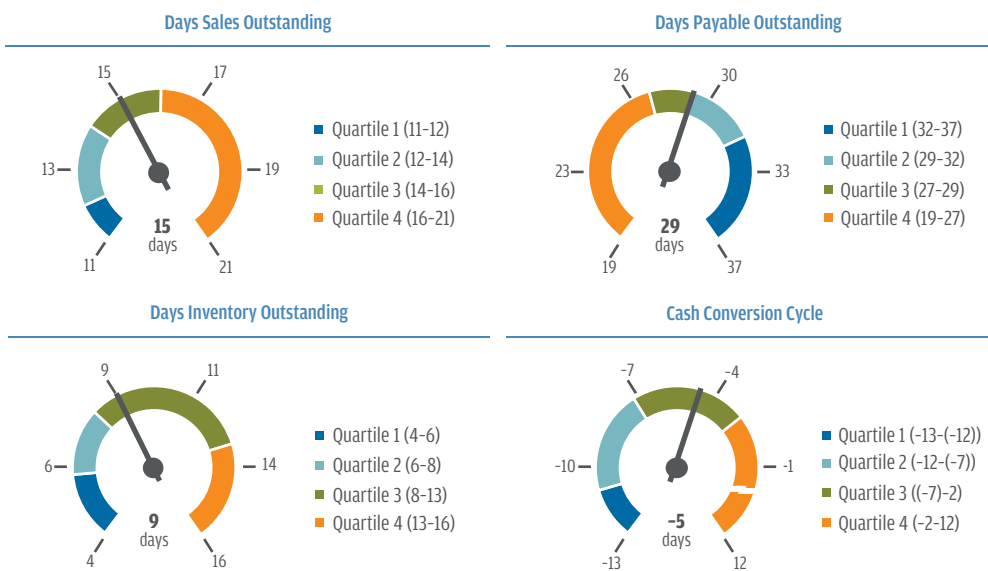 Days Sales Outstanding
15
17
13
19
11
21
15
days
Quartile 1 (11–12)
Quartile 2 (12–14)
Quartile 3 (14–16)
Quartile 4 (16–21)
Days Payable Outstanding
26
30
23
33
19
37
29
days
Quartile 1 (32–37)
Quartile 2 (29–32)
Quartile 3 (27–29)
Quartile 4 (19–27)
Days Inventory Outstanding
9
11
6
14
4
16
9
days
Quartile 1 (4–6)
Quartile 2 (6–8)
Quartile 3 (8–13)
Quartile 4 (13–16)
Cash Conversion Cycle
–7
–4
–10
–1
–13
12
–5
days
Quartile 1 (–13–(–12))
Quartile 2 (–12–(–7))
Quartile 3 ((–7)–2)
Quartile 4 (–2–12)